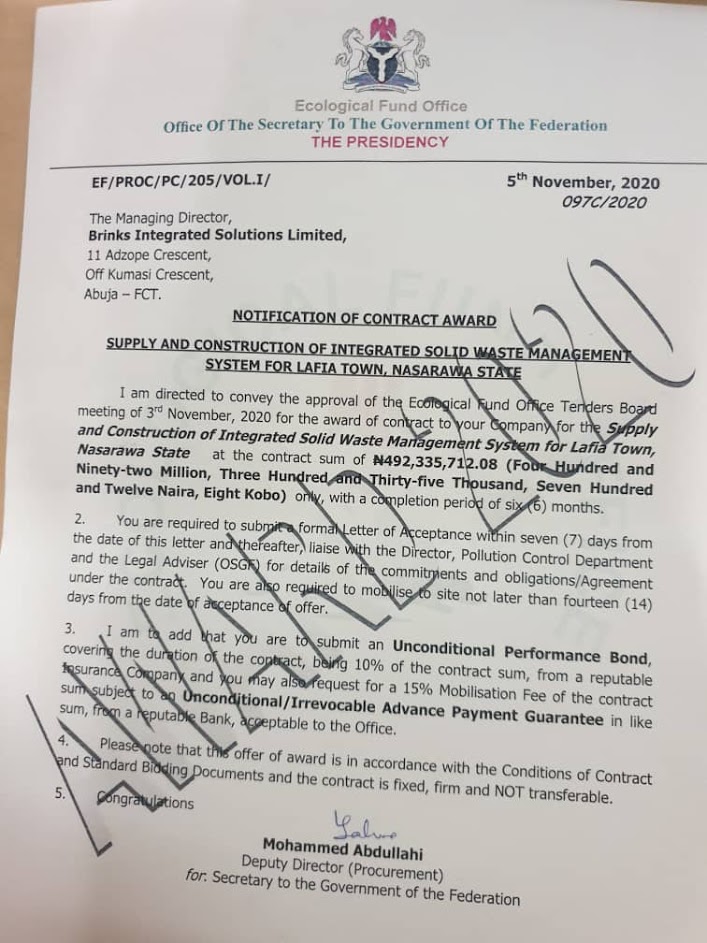 Ecological Fund Office
Office Of The Secretary To The Government Of The Federation
THE PRESIDENCY
EF/PROC/PC/205/VOL.I/
5th November, 2020
097C/2020
The Managing Director,
Brinks Integrated Solutions Limited,
11 Adzope Crescent,
Off Kumasi Crescent,
Abuja – FCT.
NOTIFICATION OF CONTRACT AWARD
SUPPLY AND CONSTRUCTION OF INTEGRATED SOLID WASTE MANAGEMENT
SYSTEM FOR LAFIA TOWN, NASARAWA STATE
I am directed to convey the approval of the Ecological Fund Office Tenders Board
meeting of 3rd November, 2020 for the award of contract to your Company for the Supply
and Construction of Integrated Solid Waste Management System for Lafia Town,
Nasarawa State at the contract sum of ₦492,335,712.08 (Four Hundred and
Ninety-two Million, Three Hundred and Thirty-five Thousand, Seven Hundred
and Twelve Naira, Eight Kobo) only, with a completion period of six (6) months.
2. You are required to submit a formal Letter of Acceptance within seven (7) days from
the date of this letter and thereafter, liaise with the Director, Pollution Control Department
and the Legal Adviser (OSGF) for details of the commitments and obligations/Agreement
under the contract. You are also required to mobilise to site not later than fourteen (14)
days from the date of acceptance of offer.
3. I am to add that you are to submit an Unconditional Performance Bond,
covering the duration of the contract, being 10% of the contract sum, from a reputable
Insurance Company and you may also request for a 15% Mobilisation Fee of the contract
sum subject to an Unconditional/Irrevocable Advance Payment Guarantee in like
sum, from a reputable Bank, acceptable to the Office.
4. Please note that this offer of award is in accordance with the Conditions of Contract
and Standard Bidding Documents and the contract is fixed, firm and NOT transferable.
5. Congratulations
Mohammed Abdullahi
Deputy Director (Procurement)
for: Secretary to the Government of the Federation
AWARD 2020